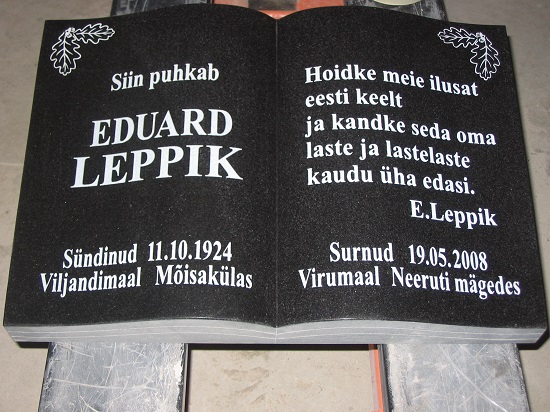 Siin puhkab
EDUARD
LEPPIK
Sündinud 11.10.1924
Viljandimaal Mõisakülas
Hoidke meie ilusat
eesti keelt
ja kandke seda oma
laste ja lastelaste
kaudu üha edasi.
E.Leppik
Surnud 19.05.2008
Virumaal Neeruti mägedes